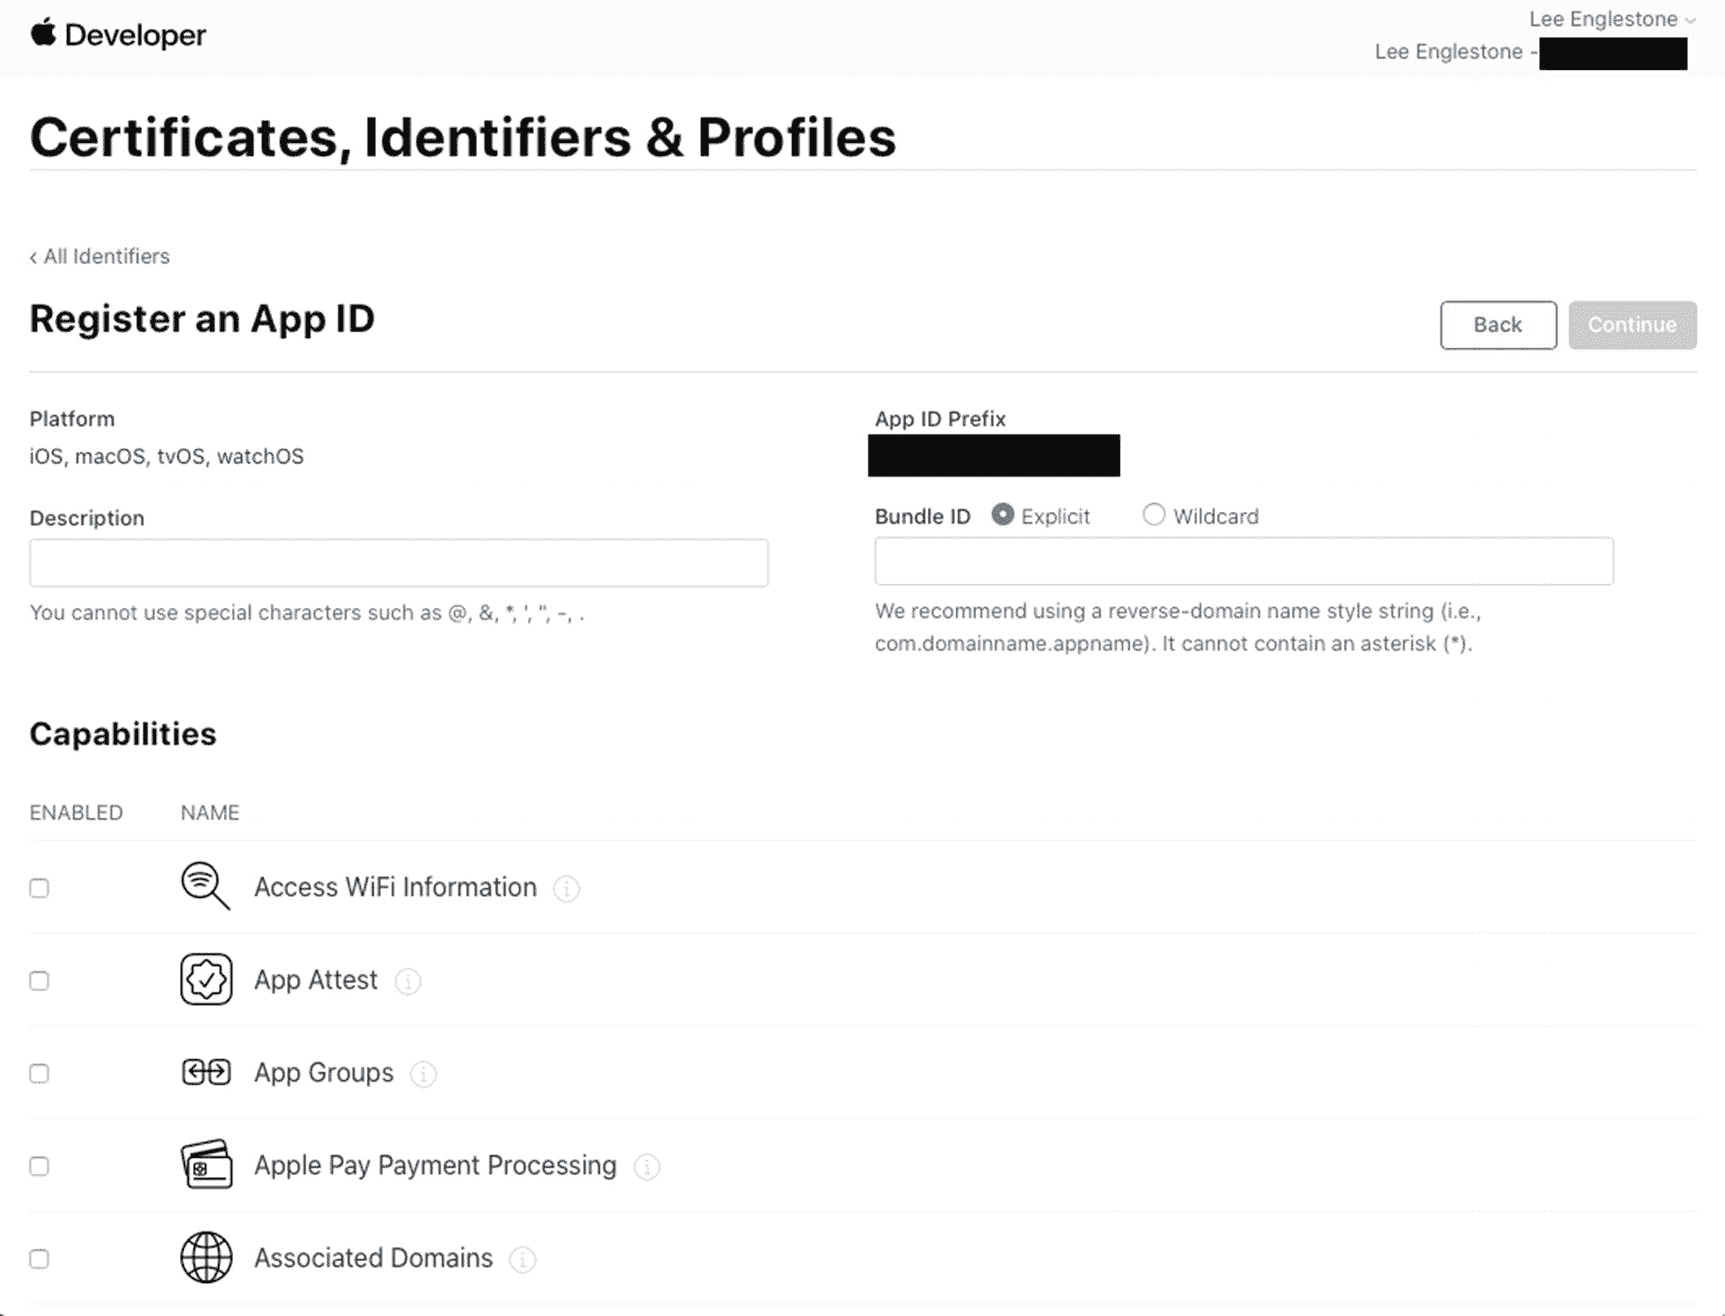 Developer
Lee Englestone
Lee Englestone -
Certificates, Identifiers & Profiles
‹ All Identifiers
Register an App ID
Back
Continue
Platform
iOS, macOS, tvOS, watchOS
App ID Prefix
Description
You cannot use special characters such as @, &, *, ', ", -, .
Bundle ID
Explicit
Wildcard
We recommend using a reverse-domain name style string (i.e.,
com.domainname.appname). It cannot contain an asterisk (*).
Capabilities
ENABLED
NAME
Access WiFi Information
App Attest
App Groups
Apple Pay Payment Processing
Associated Domains